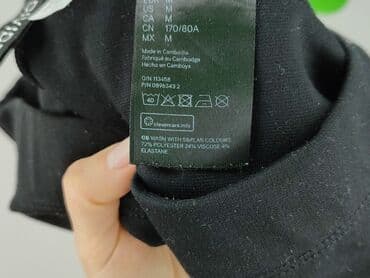 US M
CA M
CN 170/80A
MX M
Made in Cambodia
Fabriqué au Cambodge
Hecho en Camboya
O/N 113458
P/N 0896343 2
40
clevercare.info
GB WASH WITH SIMILAR COLOURS
72% POLYESTER 24% VISCOSE 4%
ELASTANE